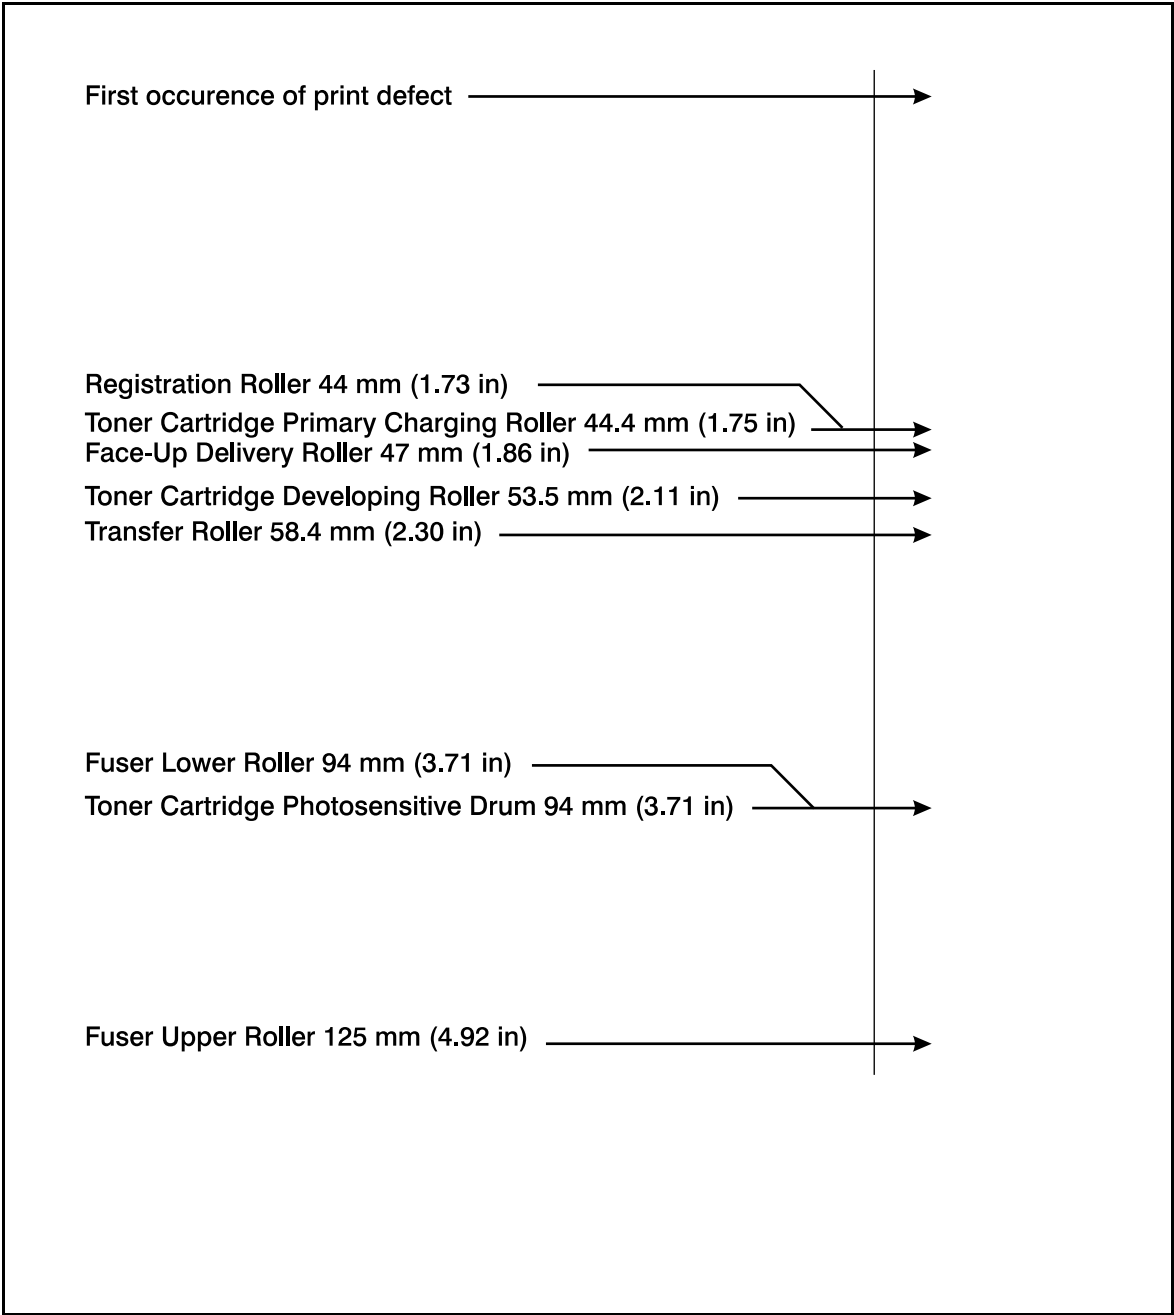 First occurence of print defect
Registration Roller 44 mm (1.73 in)
Toner Cartridge Primary Charging Roller 44.4 mm (1.75 in)
Face-Up Delivery Roller 47 mm (1.86 in)
Toner Cartridge Developing Roller 53.5 mm (2.11 in)
Transfer Roller 58.4 mm (2.30 in)
Fuser Lower Roller 94 mm (3.71 in)
Toner Cartridge Photosensitive Drum 94 mm (3.71 in)
Fuser Upper Roller 125 mm (4.92 in)